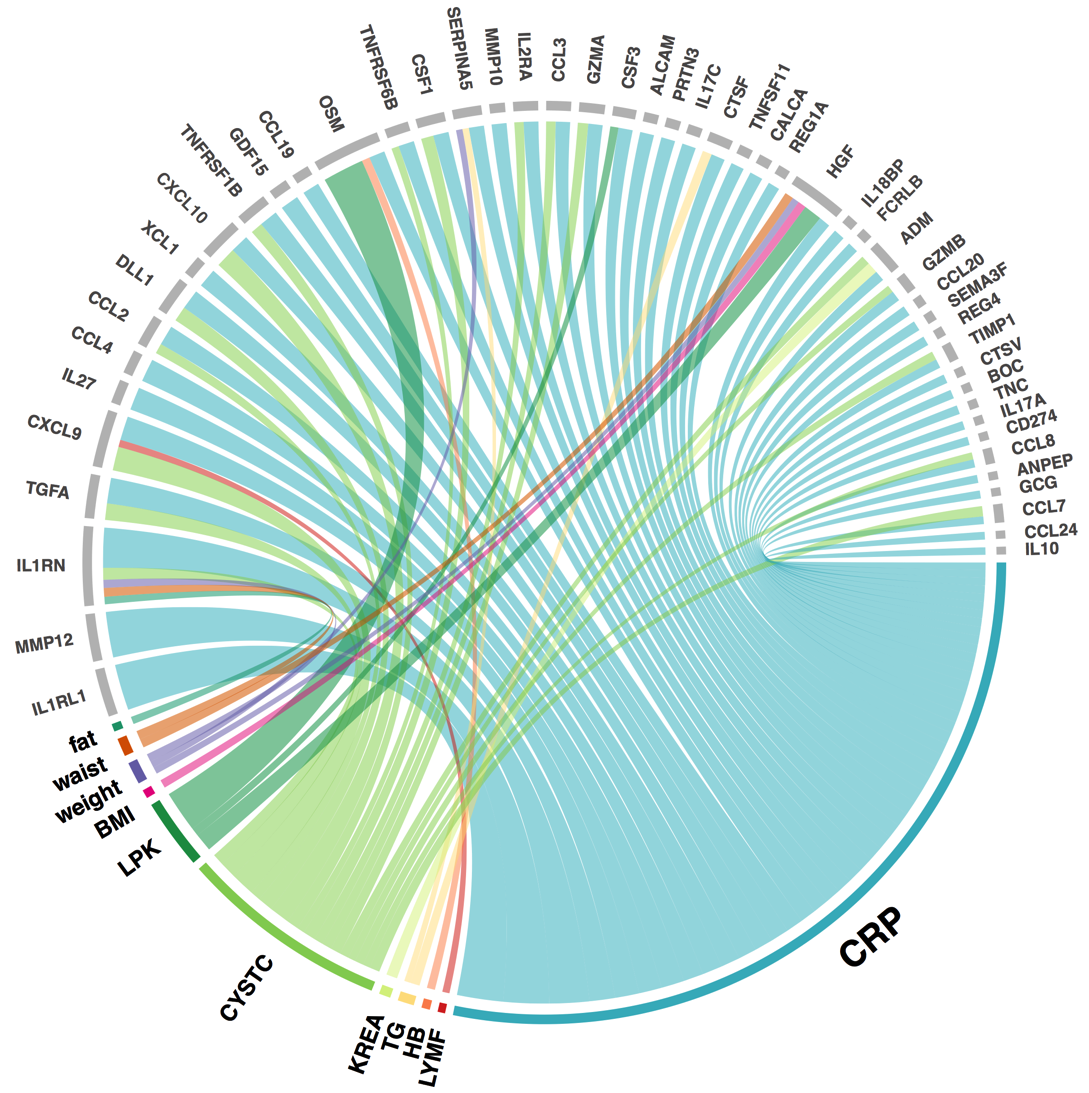 IL1RL1
MMP12
IL1RN
TGFA
CXCL9
IL27
CCL4
CCL2
DLL1
XCL1
CXCL10
TNFRSF1B
GDF15
CCL19
OSM
TNFRSF6B
CSF1
SERPINA5
MMP10
IL2RA
CCL3
GZMA
CSF3
ALCAM
PRTN3
IL17C
CTSF
TNFSF11
CALCA
REG1A
HGF
IL18BP
FCRLB
ADM
GZMB
CCL20
SEMA3F
REG4
TIMP1
CTSV
BOC
TNC
IL17A
CD274
CCL8
ANPEP
GCG
CCL7
CCL24
IL10
CRP
LYMF
HB
TG
KREA
CYSTC
LPK
BMI
weight
waist
fat